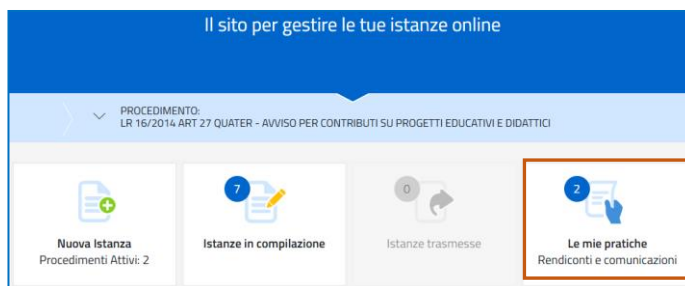 Il sito per gestire le tue istanze online
PROCEDIMENTO:
LR 16/2014 ART 27 QUATER - AVVISO PER CONTRIBUTI SU PROGETTI EDUCATIVI E DIDATTICI
7
0
2
Nuova Istanza
Procedimenti Attivi: 2
Istanze in compilazione
Istanze trasmesse
Le mie pratiche
Rendiconti e comunicazioni